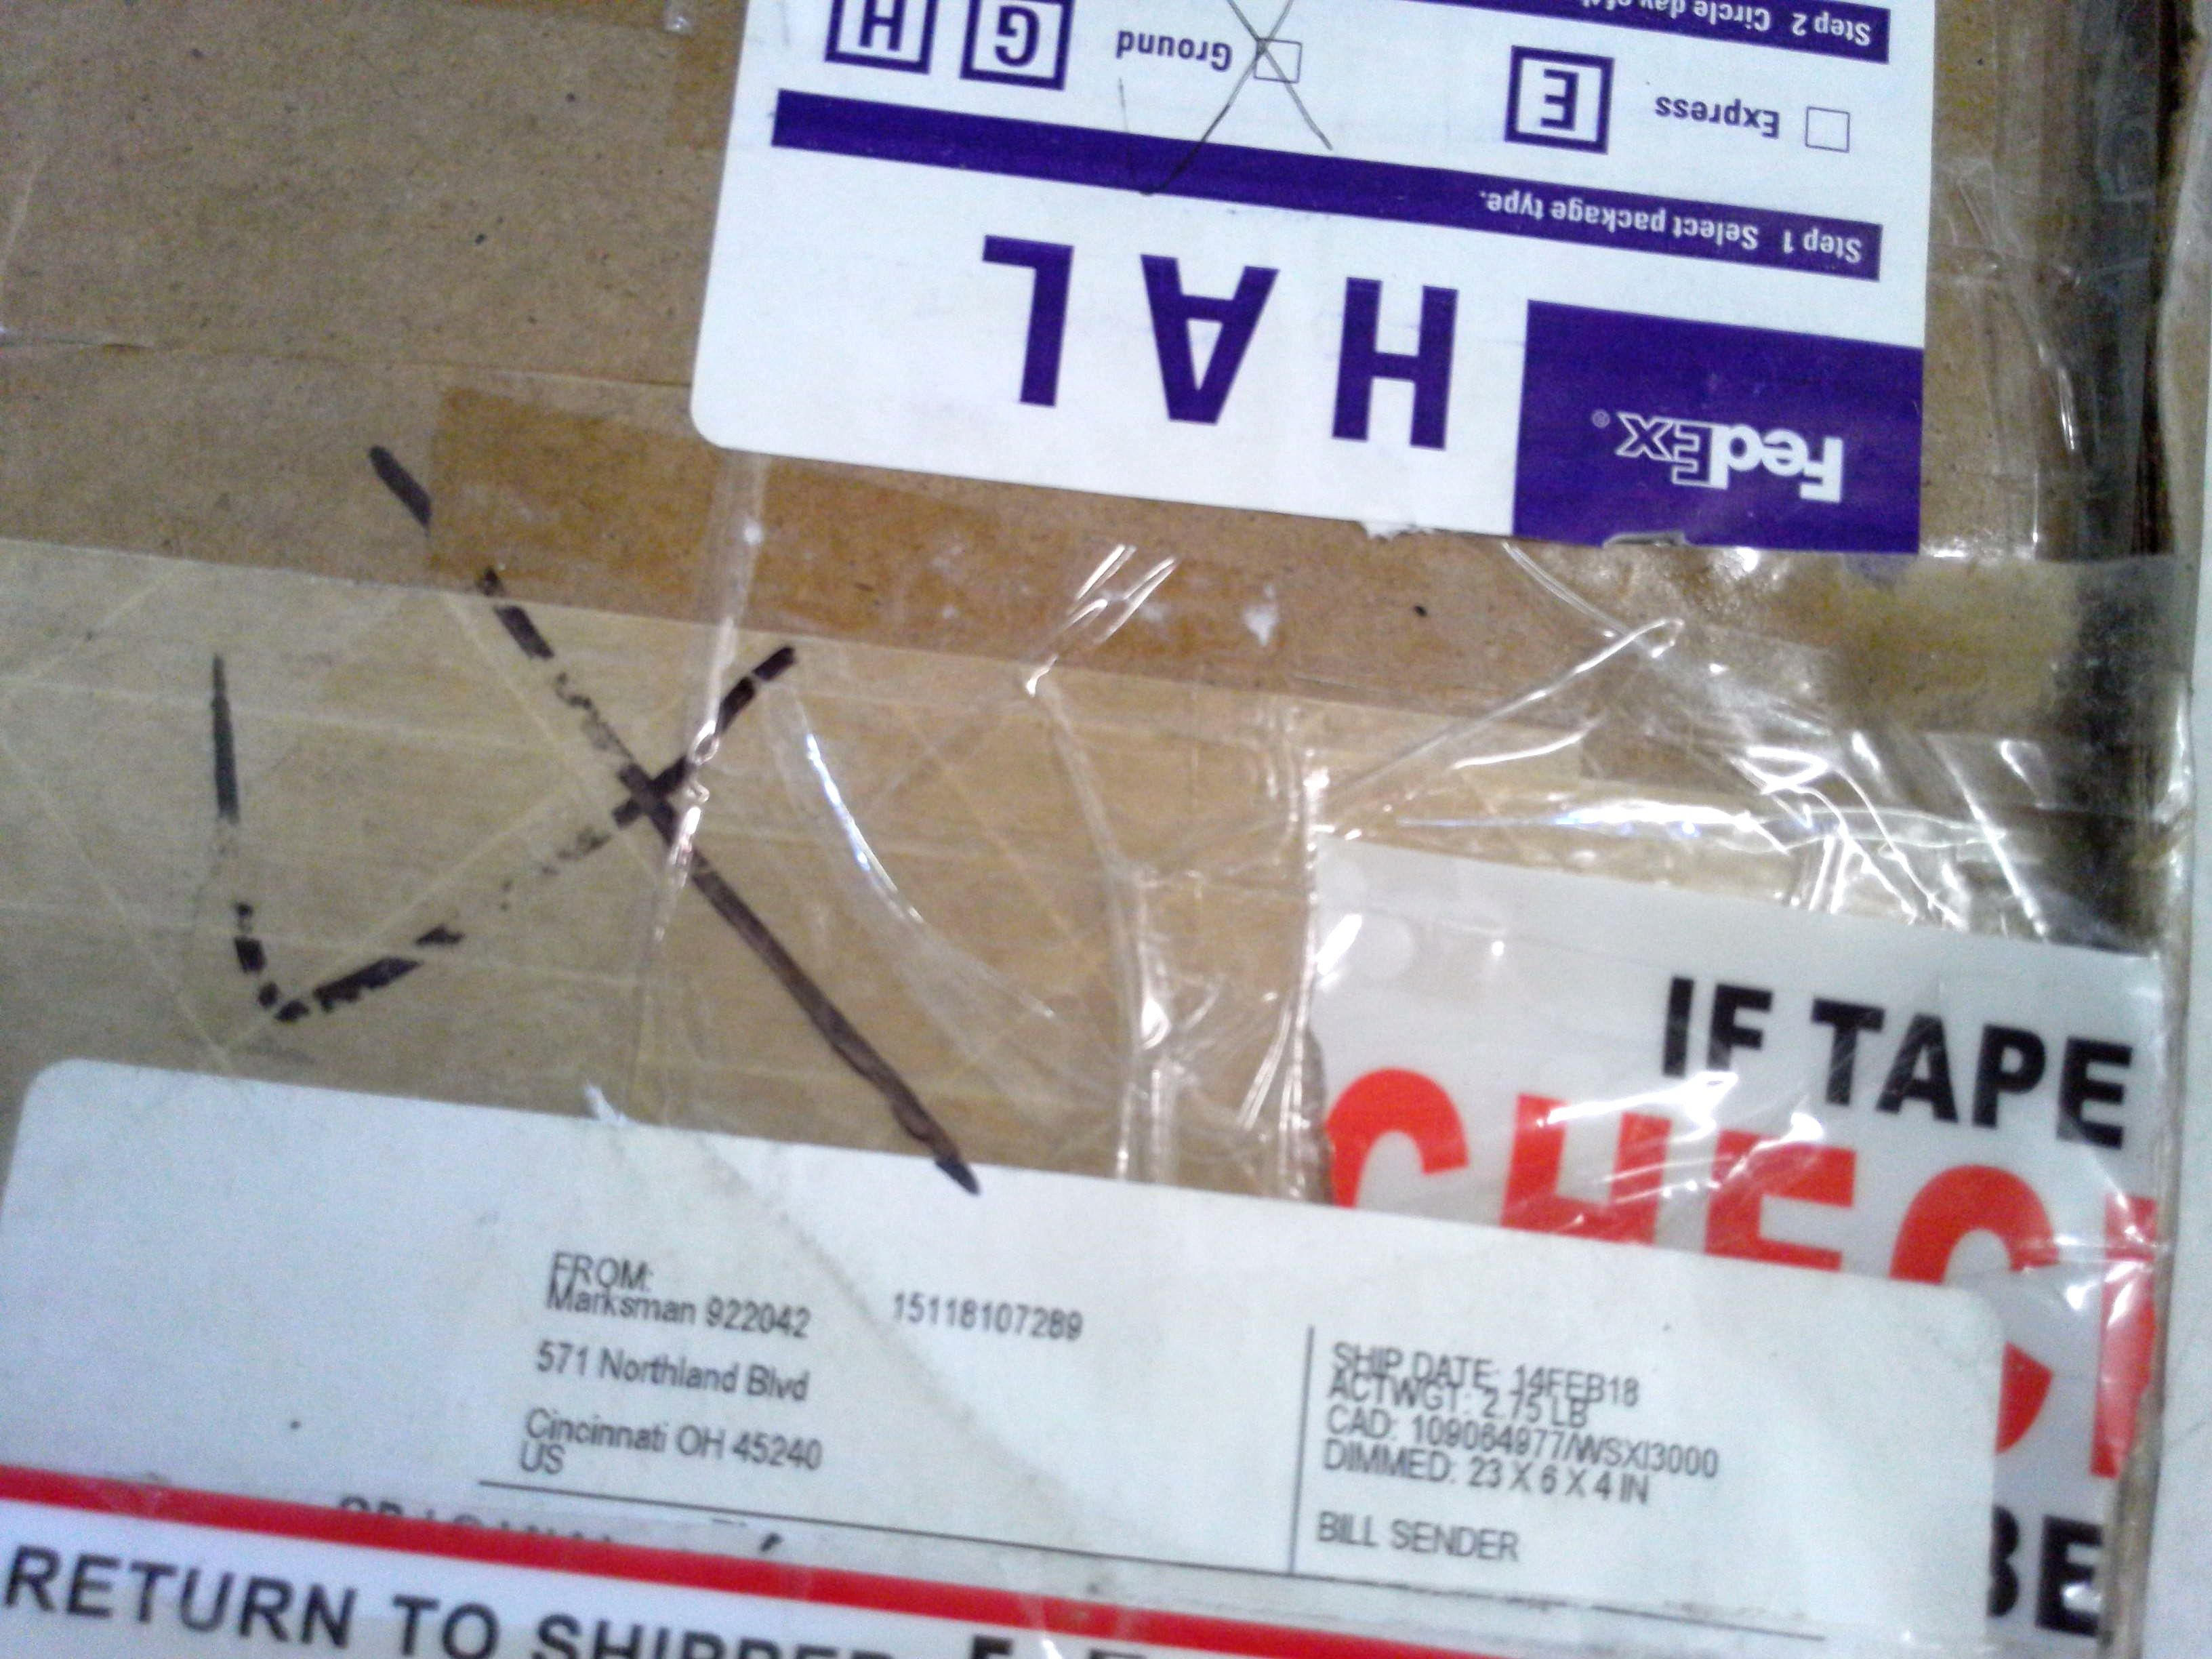 Step 2 Circle day of
H G Ground E Express
Step 1 Select package type.
HAL
FedEx®
IF TAPE
CHECK
BE
FROM:
Marksman 922042
15118107289
571 Northland Blvd
Cincinnati OH 45240
US
SHIP DATE: 14FEB18
ACTWGT: 2.75 LB
CAD: 109064977/WSXI3000
DIMMED: 23 X 6 X 4 IN
BILL SENDER
RETURN TO SHIPPER